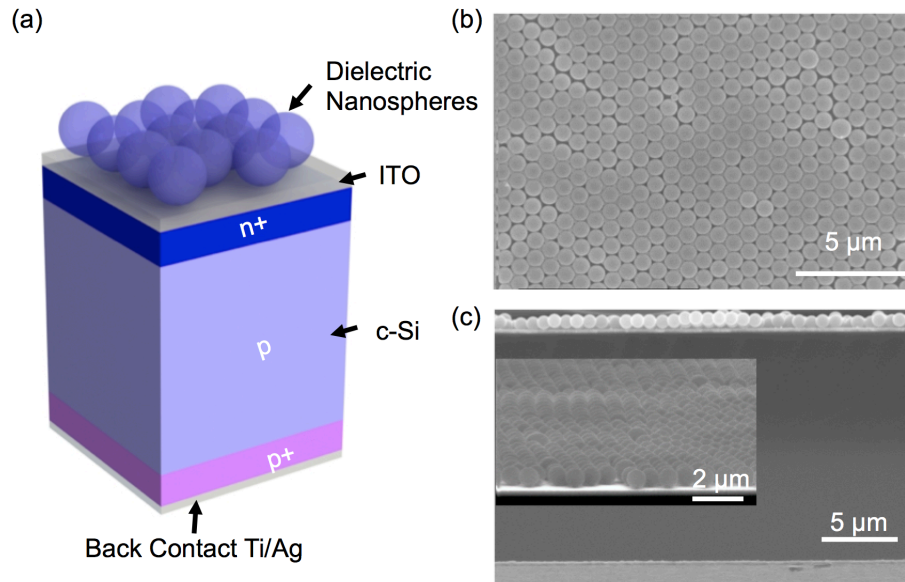 (a)
Dielectric
Nanospheres
ITO
n+
c-Si
p
p+
Back Contact Ti/Ag
(b)
5 μm
(c)
2 μm
5 μm